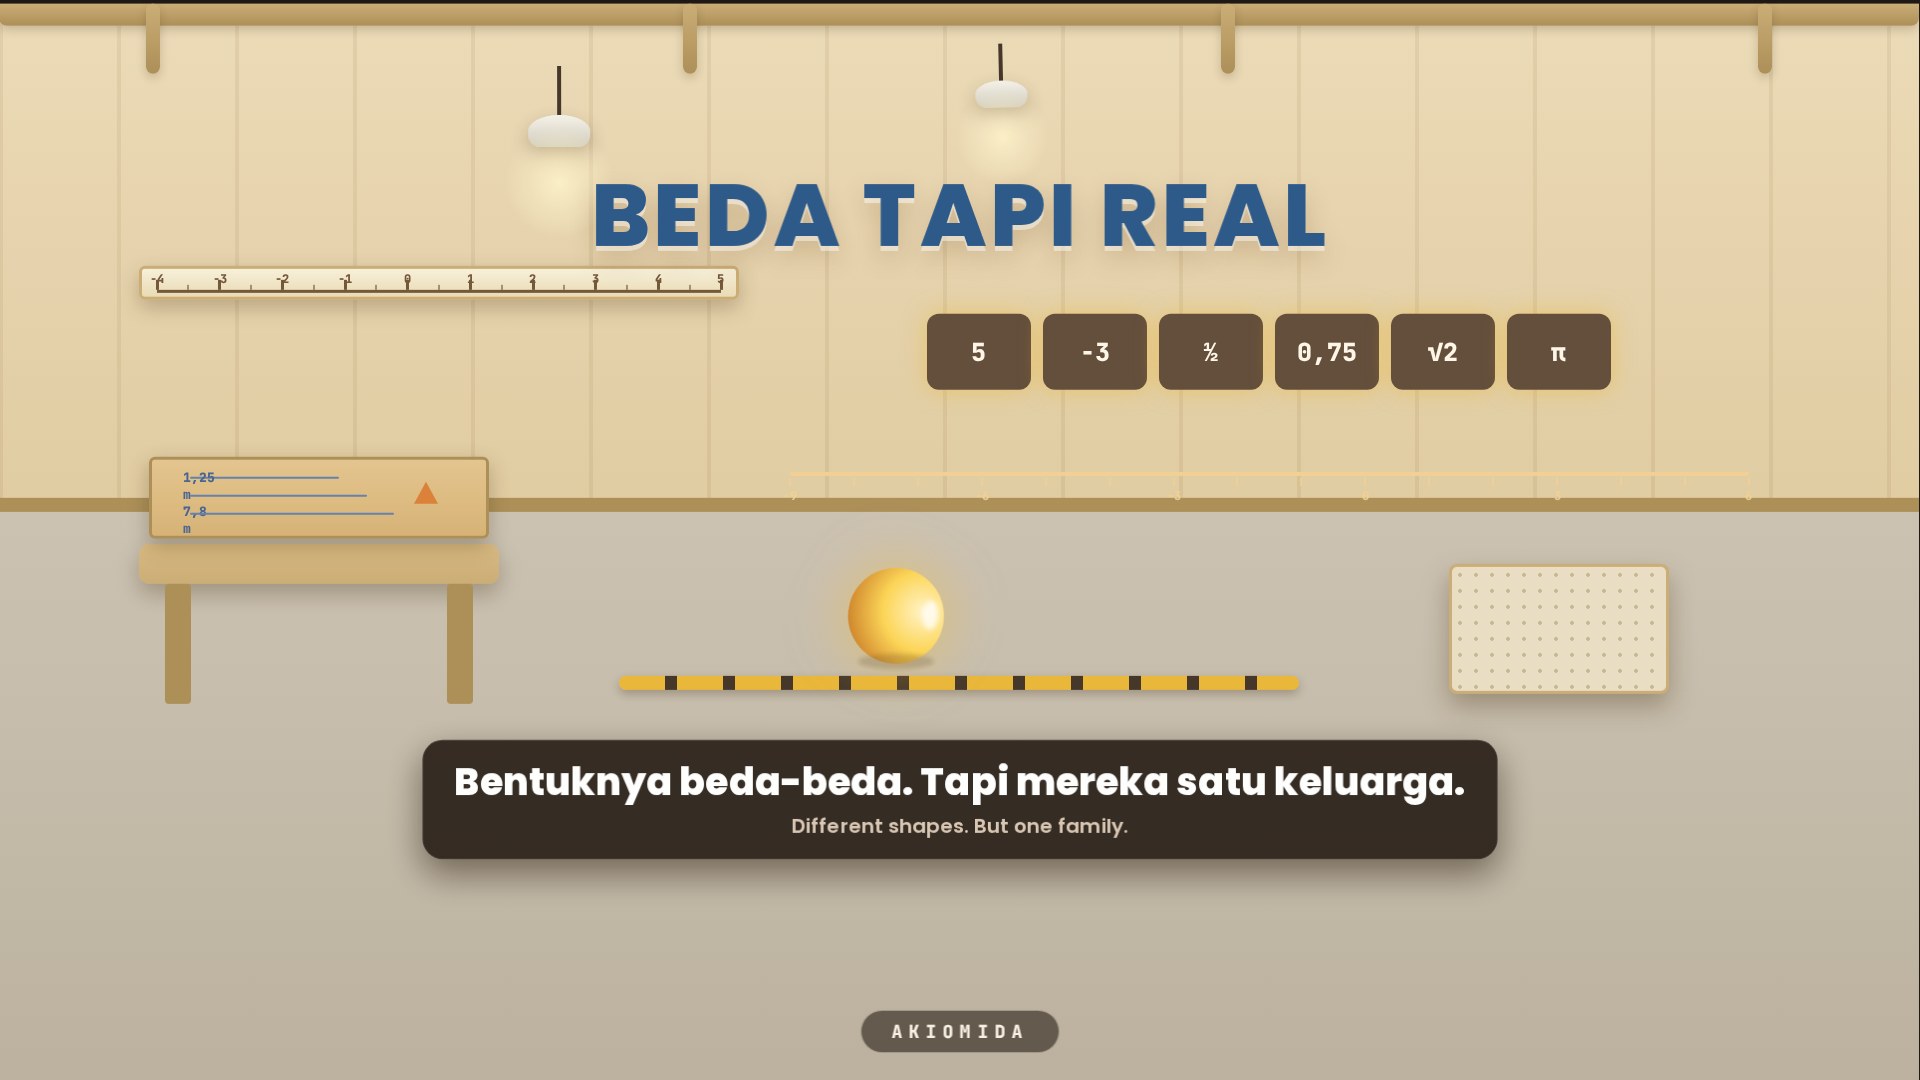 BEDA TAPI REAL
-4 -3 -2 -1 0 1 2 3 4 5
5 -3 ½ 0,75 √2 π
1,25
m
7,8
m
Bentuknya beda-beda. Tapi mereka satu keluarga.
Different shapes. But one family.
AKIOMIDA